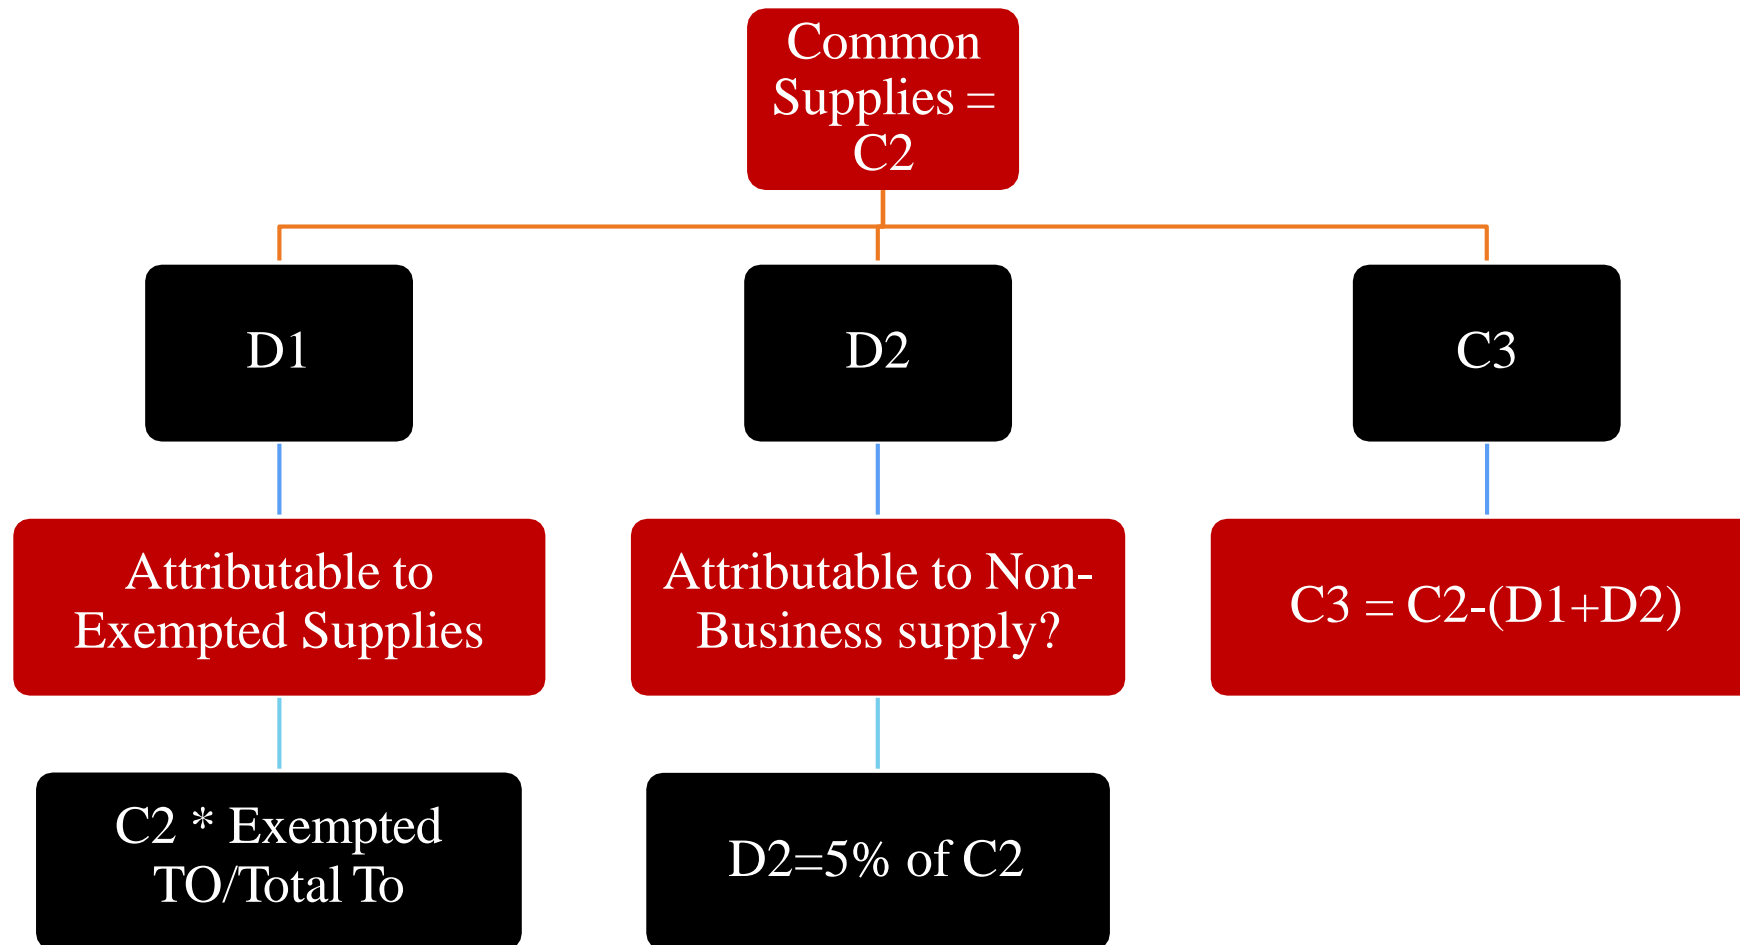 Common
Supplies =
C2
D1
D2
C3
Attributable to
Exempted Supplies
Attributable to Non-
Business supply?
C3 = C2-(D1+D2)
C2 * Exempted
TO/Total To
D2=5% of C2